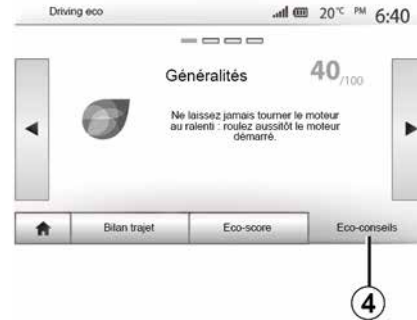 Driving eco 20°C PM 6:40
Généralités 40/100
Ne laissez jamais tourner le moteur
au ralenti : roulez aussitôt le moteur
démarré.
Bilan trajet Eco-score Eco-conseils
4